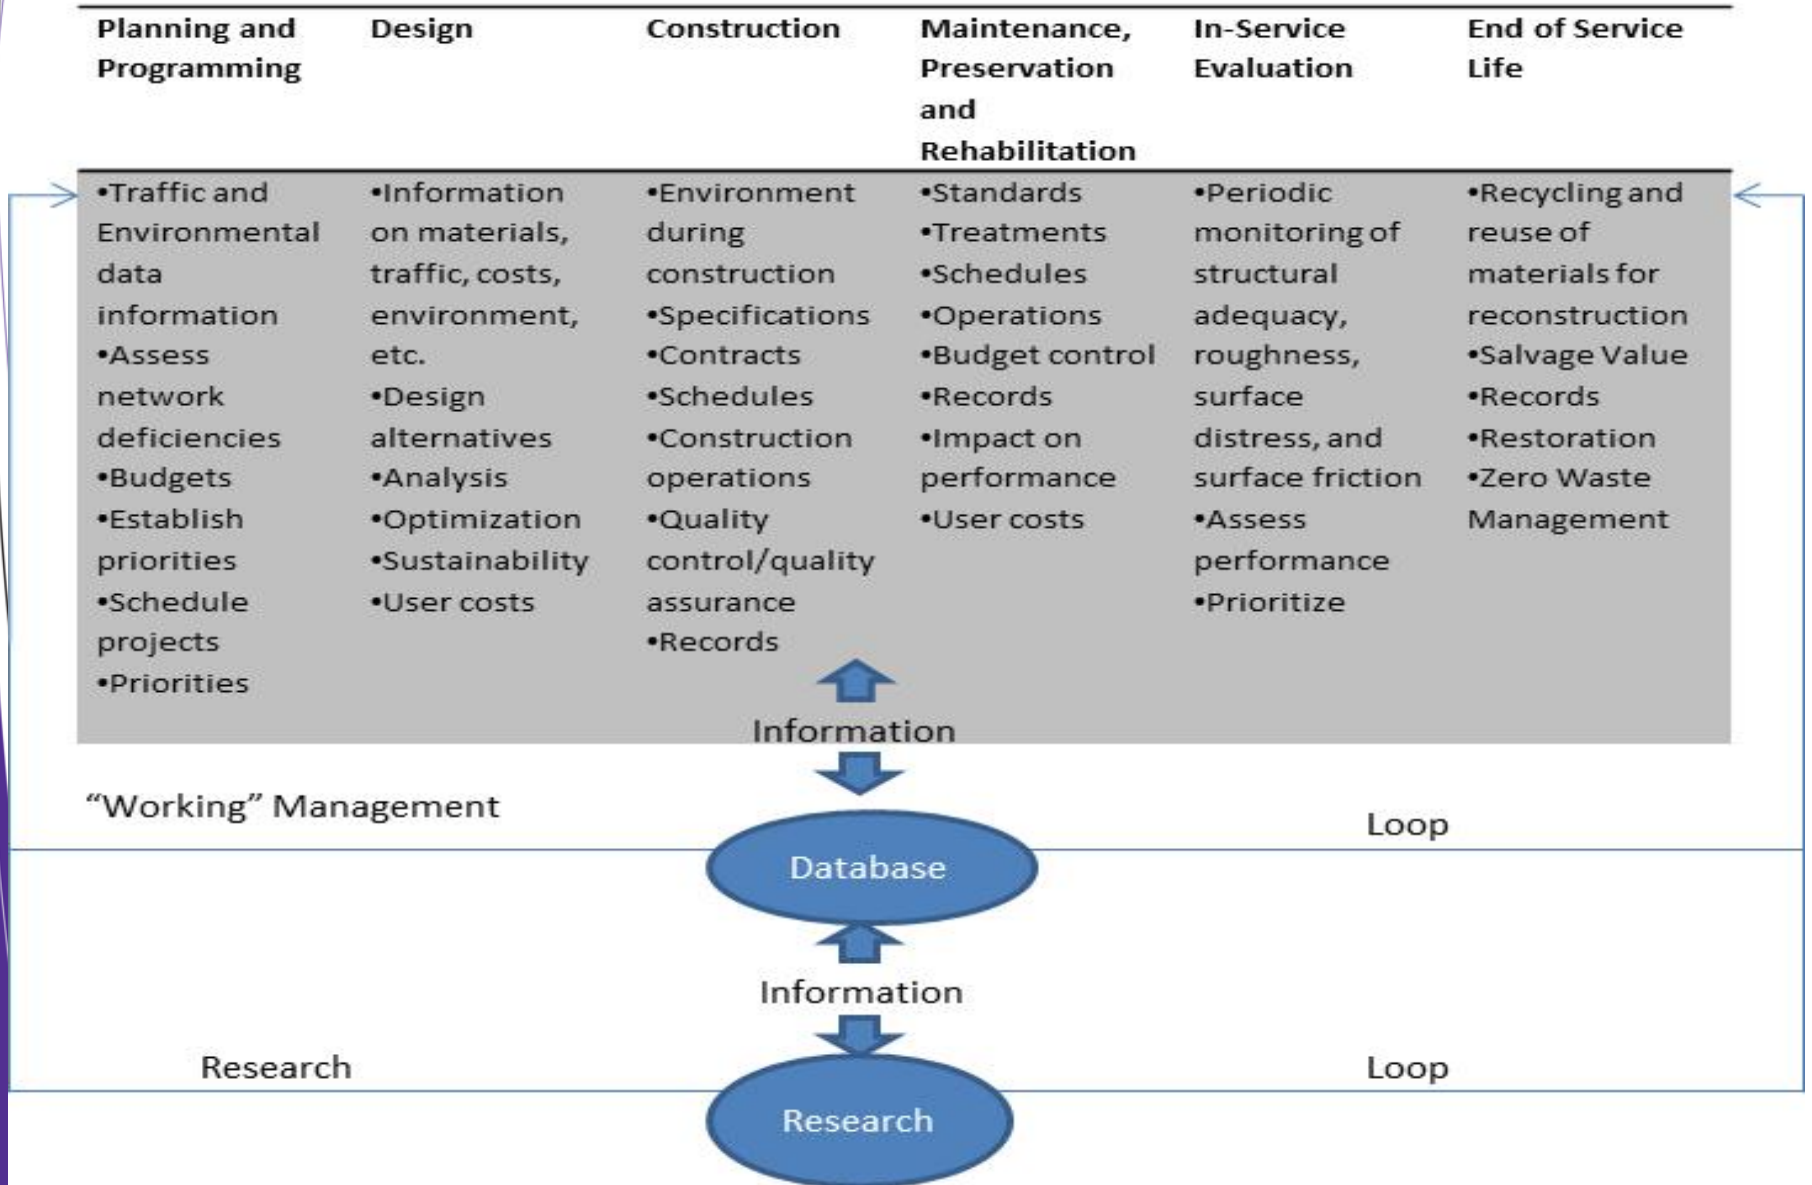 Planning and
Programming
Design
Construction
Maintenance,
Preservation
and
Rehabilitation
In-Service
Evaluation
End of Service
Life
•Traffic and
Environmental
data
information
•Assess
network
deficiencies
•Budgets
•Establish
priorities
•Schedule
projects
•Priorities
•Information
on materials,
traffic, costs,
environment,
etc.
•Design
alternatives
•Analysis
•Optimization
•Sustainability
•User costs
•Environment
during
construction
•Specifications
•Contracts
•Schedules
•Construction
operations
•Quality
control/quality
assurance
•Records
•Standards
•Treatments
•Schedules
•Operations
•Budget control
•Records
•Impact on
performance
•User costs
•Periodic
monitoring of
structural
adequacy,
roughness,
surface
distress, and
surface friction
•Assess
performance
•Prioritize
•Recycling and
reuse of
materials for
reconstruction
•Salvage Value
•Records
•Restoration
•Zero Waste
Management
Information
“Working” Management
Loop
Database
Information
Research
Loop
Research